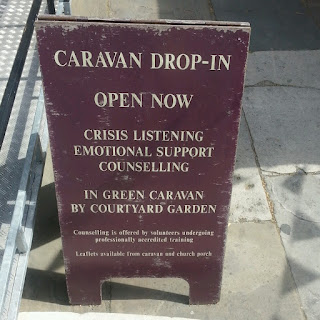 CARAVAN DROP-IN
OPEN NOW
CRISIS LISTENING
EMOTIONAL SUPPORT
COUNSELLING
IN GREEN CARAVAN
BY COURTYARD GARDEN
Counselling is offered by volunteers undergoing
professionally accredited training
Leaflets available from caravan and church porch